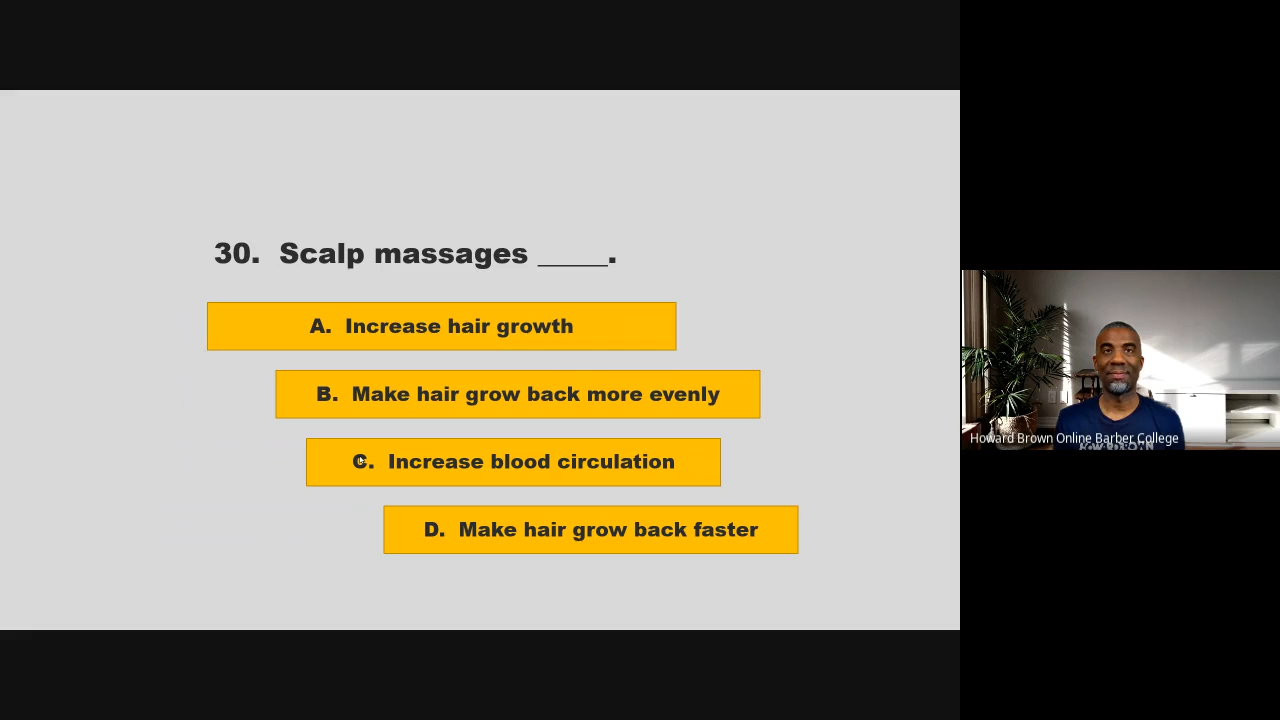 30. Scalp massages _____.
A. Increase hair growth
B. Make hair grow back more evenly
C. Increase blood circulation
D. Make hair grow back faster
Howard Brown Online Barber College